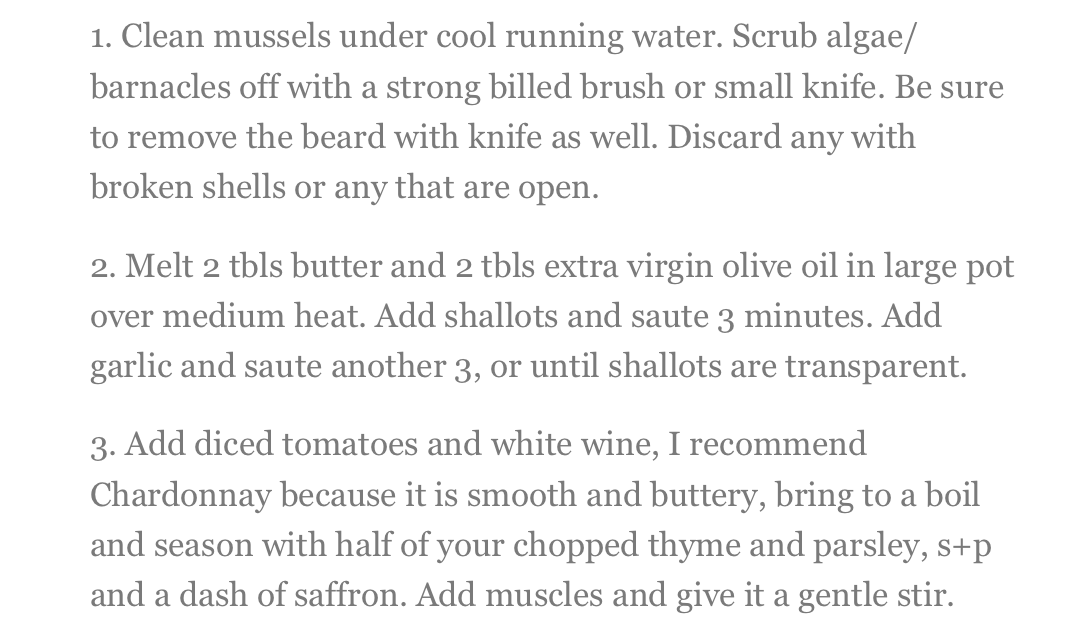 1. Clean mussels under cool running water. Scrub algae/
barnacles off with a strong billed brush or small knife. Be sure
to remove the beard with knife as well. Discard any with
broken shells or any that are open.
2. Melt 2 tbls butter and 2 tbls extra virgin olive oil in large pot
over medium heat. Add shallots and saute 3 minutes. Add
garlic and saute another 3, or until shallots are transparent.
3. Add diced tomatoes and white wine, I recommend
Chardonnay because it is smooth and buttery, bring to a boil
and season with half of your chopped thyme and parsley, s+p
and a dash of saffron. Add muscles and give it a gentle stir.